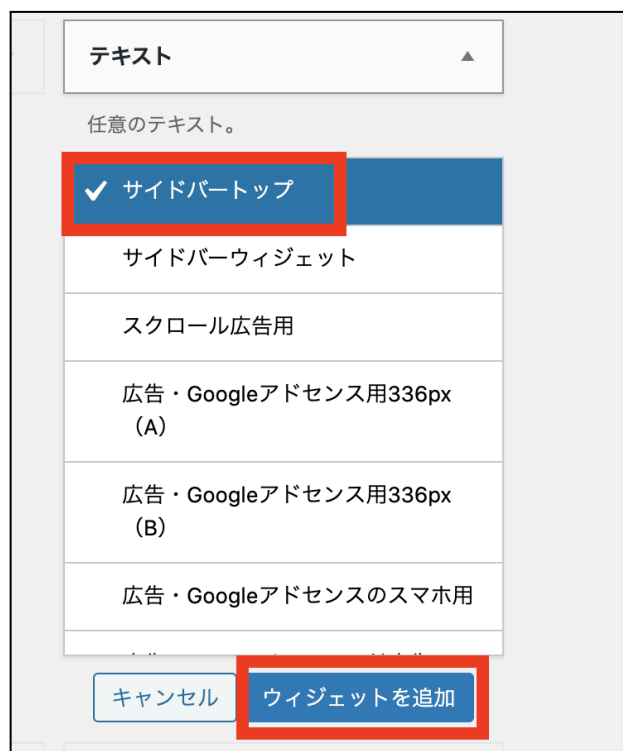 テキスト
任意のテキスト。
サイドバートップ
サイドバーウィジェット
スクロール広告用
広告・Googleアドセンス用336px
（A）
広告・Googleアドセンス用336px
（B）
広告・Googleアドセンスのスマホ用
キャンセル
ウィジェットを追加